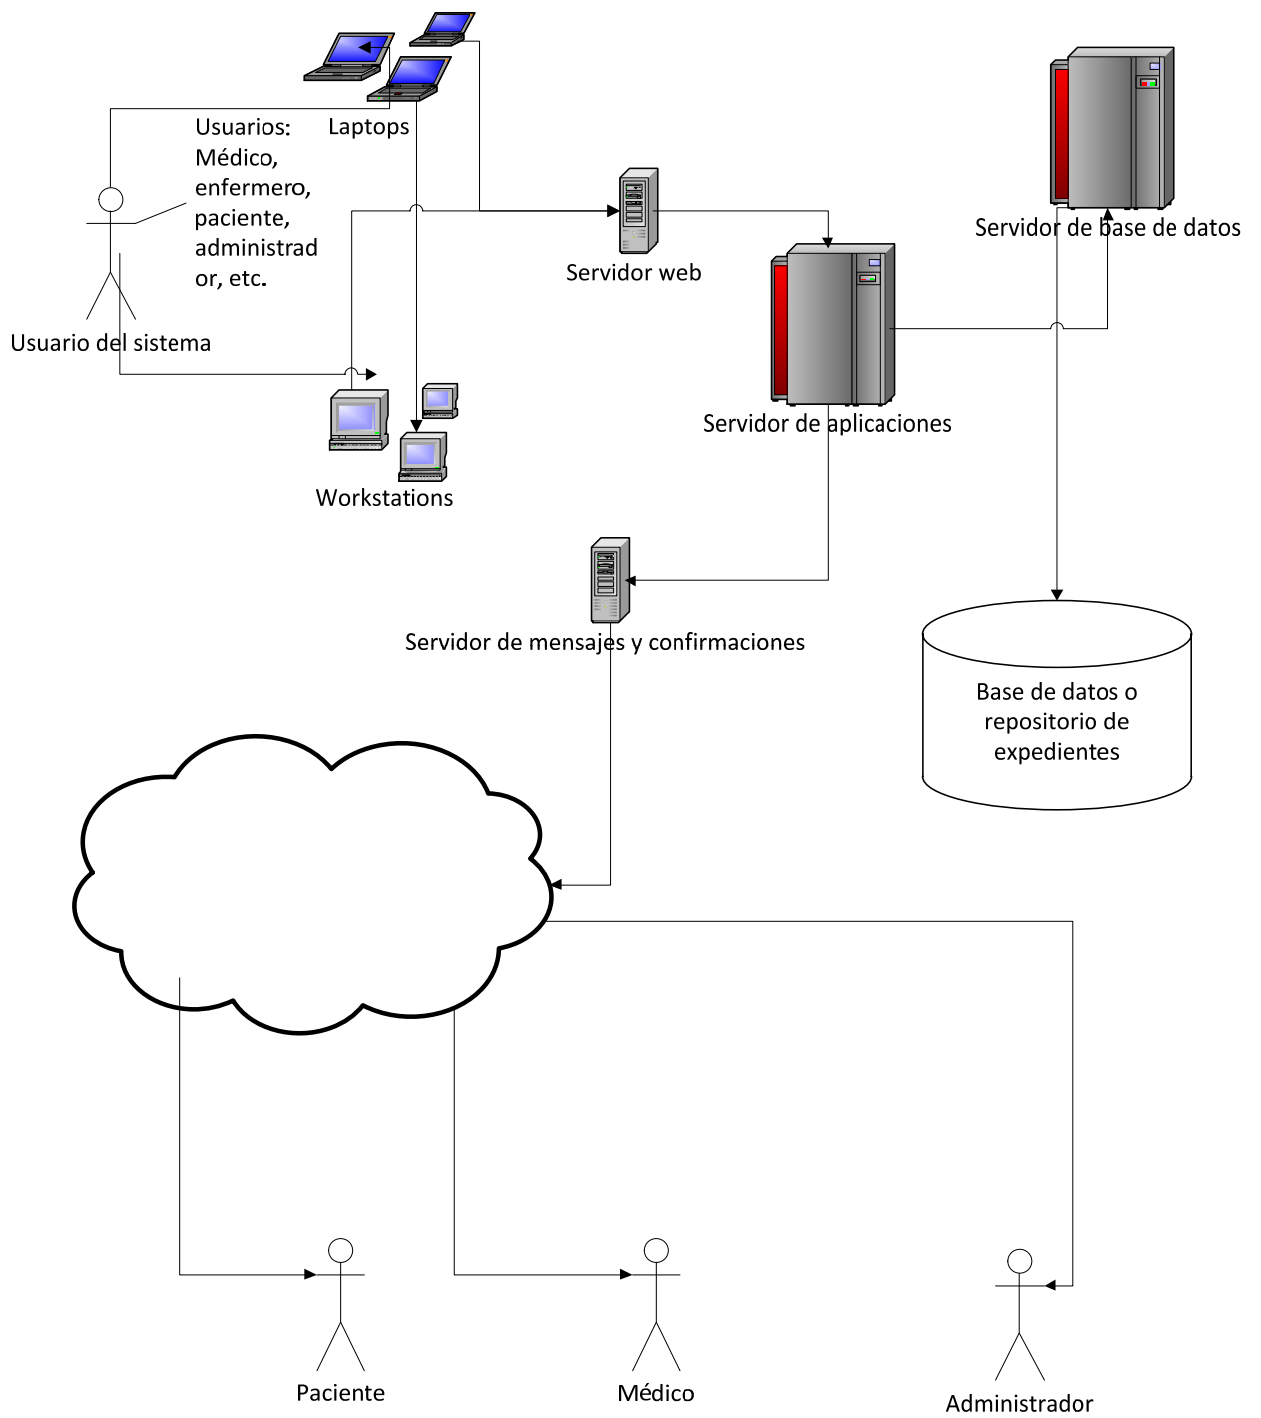 Laptops
Usuarios:
Médico,
enfermero,
paciente,
administrad
or, etc.
Usuario del sistema
Servidor web
Servidor de base de datos
Servidor de aplicaciones
Workstations
Servidor de mensajes y confirmaciones
Base de datos o
repositorio de
expedientes
Paciente
Médico
Administrador